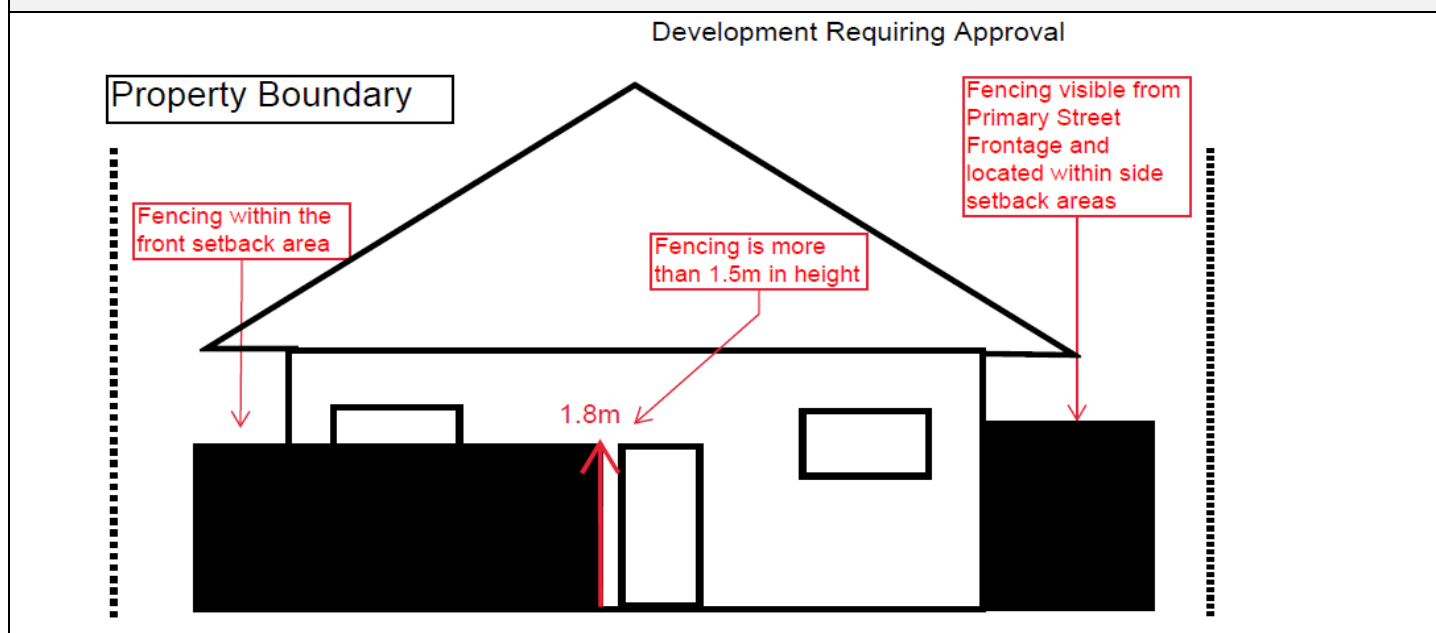 Development Requiring Approval
Property Boundary
Fencing visible from
Primary Street
Frontage and
located within side
setback areas
Fencing within the
front setback area
Fencing is more
than 1.5m in height
1.8m